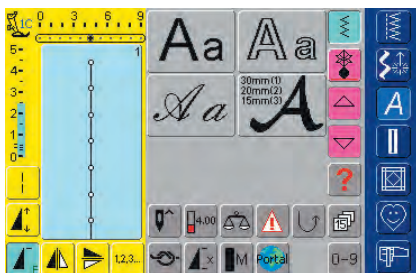 1C 0 3 6 9
5-
4-
3-
2-
1-
0-
1
Aa Aa
Aa
30mm(1)
20mm(2)
15mm(3)
A
A
?
4.00
15
F
1,2,3...
x
M
Portal
0-9